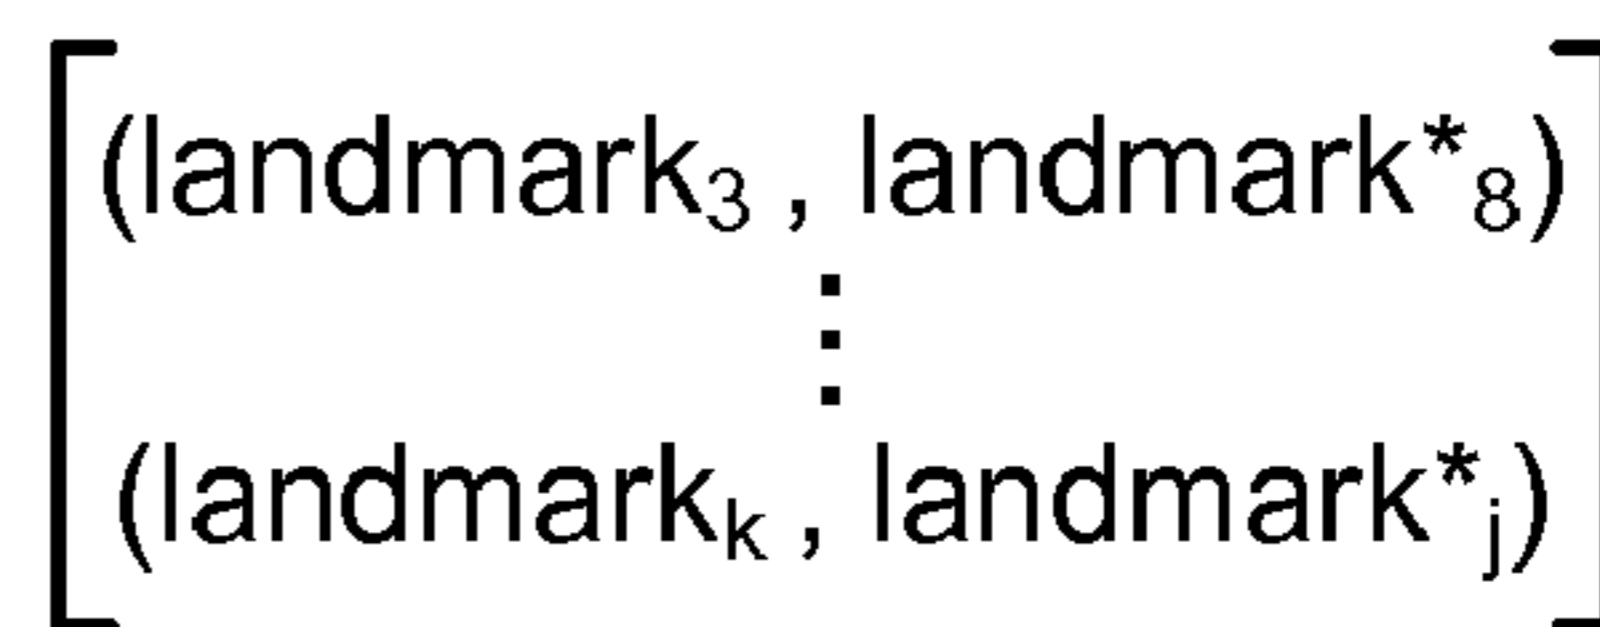 (landmark₃ , landmark*₈)
⋮
(landmarkₖ , landmark*ⱼ)